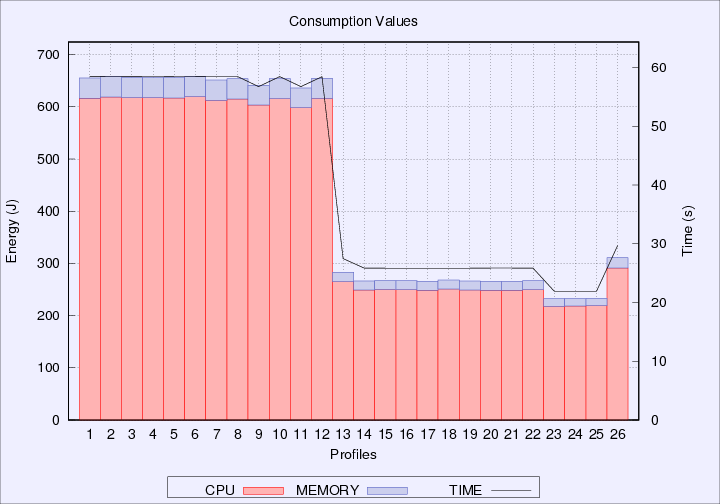 Consumption Values
700
600
500
400
300
200
100
0
Energy (J)
60
50
40
30
20
10
0
Time (s)
1 2 3 4 5 6 7 8 9 10 11 12 13 14 15 16 17 18 19 20 21 22 23 24 25 26
Profiles
CPU MEMORY TIME